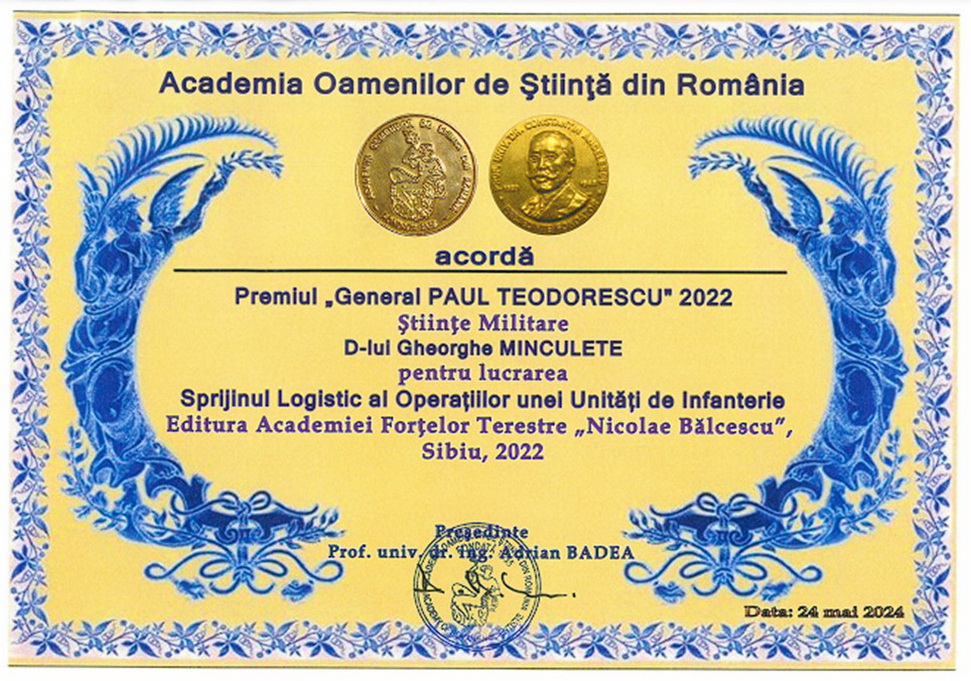 Academia Oamenilor de Ştiinţă din România
acordă
Premiul „General PAUL TEODORESCU" 2022
Ştiinţe Militare
D-lui Gheorghe MINCULETE
pentru lucrarea
Sprijinul Logistic al Operațiilor unei Unități de Infanterie
Editura Academiei Forţelor Terestre „Nicolae Bălcescu”,
Sibiu, 2022
Preşedinte
Prof. univ. dr. ing. Adrian BADEA
Data: 24 mai 2024